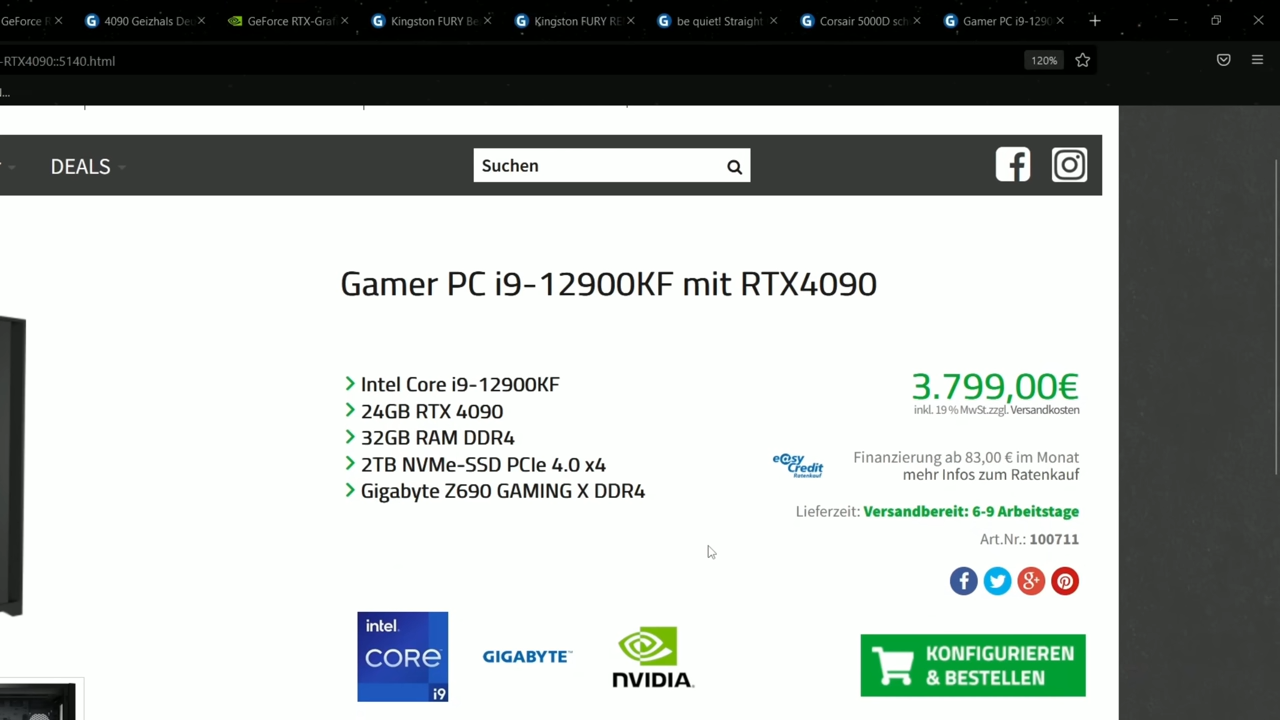 GeForce R
4090 Geizhals Deu
GeForce RTX-Graf
Kingston FURY Be
Kingston FURY RE
be quiet! Straight
Corsair 5000D sch
Gamer PC i9-1290
-RTX4090::5140.html
120%
DEALS
Suchen
Gamer PC i9-12900KF mit RTX4090
Intel Core i9-12900KF
24GB RTX 4090
32GB RAM DDR4
2TB NVMe-SSD PCIe 4.0 x4
Gigabyte Z690 GAMING X DDR4
3.799,00€
inkl. 19 % MwSt.zzgl. Versandkosten
e@sy
Credit
Ratenkauf
Finanzierung ab 83,00 € im Monat
mehr Infos zum Ratenkauf
Lieferzeit: Versandbereit: 6-9 Arbeitstage
Art.Nr.: 100711
intel.
CORE
i9
GIGABYTE™
NVIDIA.
KONFIGURIEREN
& BESTELLEN